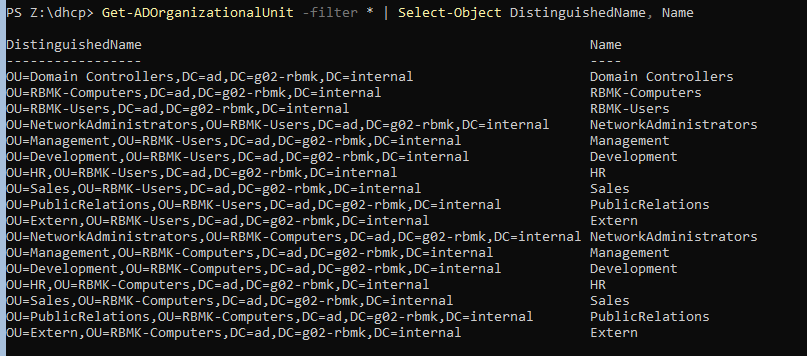 PS Z:\dhcp> Get-ADOrganizationalUnit -filter * | Select-Object DistinguishedName, Name
DistinguishedName Name
----------------- ----
OU=Domain Controllers,DC=ad,DC=g02-rbmk,DC=internal Domain Controllers
OU=RBMK-Computers,DC=ad,DC=g02-rbmk,DC=internal RBMK-Computers
OU=RBMK-Users,DC=ad,DC=g02-rbmk,DC=internal RBMK-Users
OU=NetworkAdministrators,OU=RBMK-Users,DC=ad,DC=g02-rbmk,DC=internal NetworkAdministrators
OU=Management,OU=RBMK-Users,DC=ad,DC=g02-rbmk,DC=internal Management
OU=Development,OU=RBMK-Users,DC=ad,DC=g02-rbmk,DC=internal Development
OU=HR,OU=RBMK-Users,DC=ad,DC=g02-rbmk,DC=internal HR
OU=Sales,OU=RBMK-Users,DC=ad,DC=g02-rbmk,DC=internal Sales
OU=PublicRelations,OU=RBMK-Users,DC=ad,DC=g02-rbmk,DC=internal PublicRelations
OU=Extern,OU=RBMK-Users,DC=ad,DC=g02-rbmk,DC=internal Extern
OU=NetworkAdministrators,OU=RBMK-Computers,DC=ad,DC=g02-rbmk,DC=internal NetworkAdministrators
OU=Management,OU=RBMK-Computers,DC=ad,DC=g02-rbmk,DC=internal Management
OU=Development,OU=RBMK-Computers,DC=ad,DC=g02-rbmk,DC=internal Development
OU=HR,OU=RBMK-Computers,DC=ad,DC=g02-rbmk,DC=internal HR
OU=Sales,OU=RBMK-Computers,DC=ad,DC=g02-rbmk,DC=internal Sales
OU=PublicRelations,OU=RBMK-Computers,DC=ad,DC=g02-rbmk,DC=internal PublicRelations
OU=Extern,OU=RBMK-Computers,DC=ad,DC=g02-rbmk,DC=internal Extern